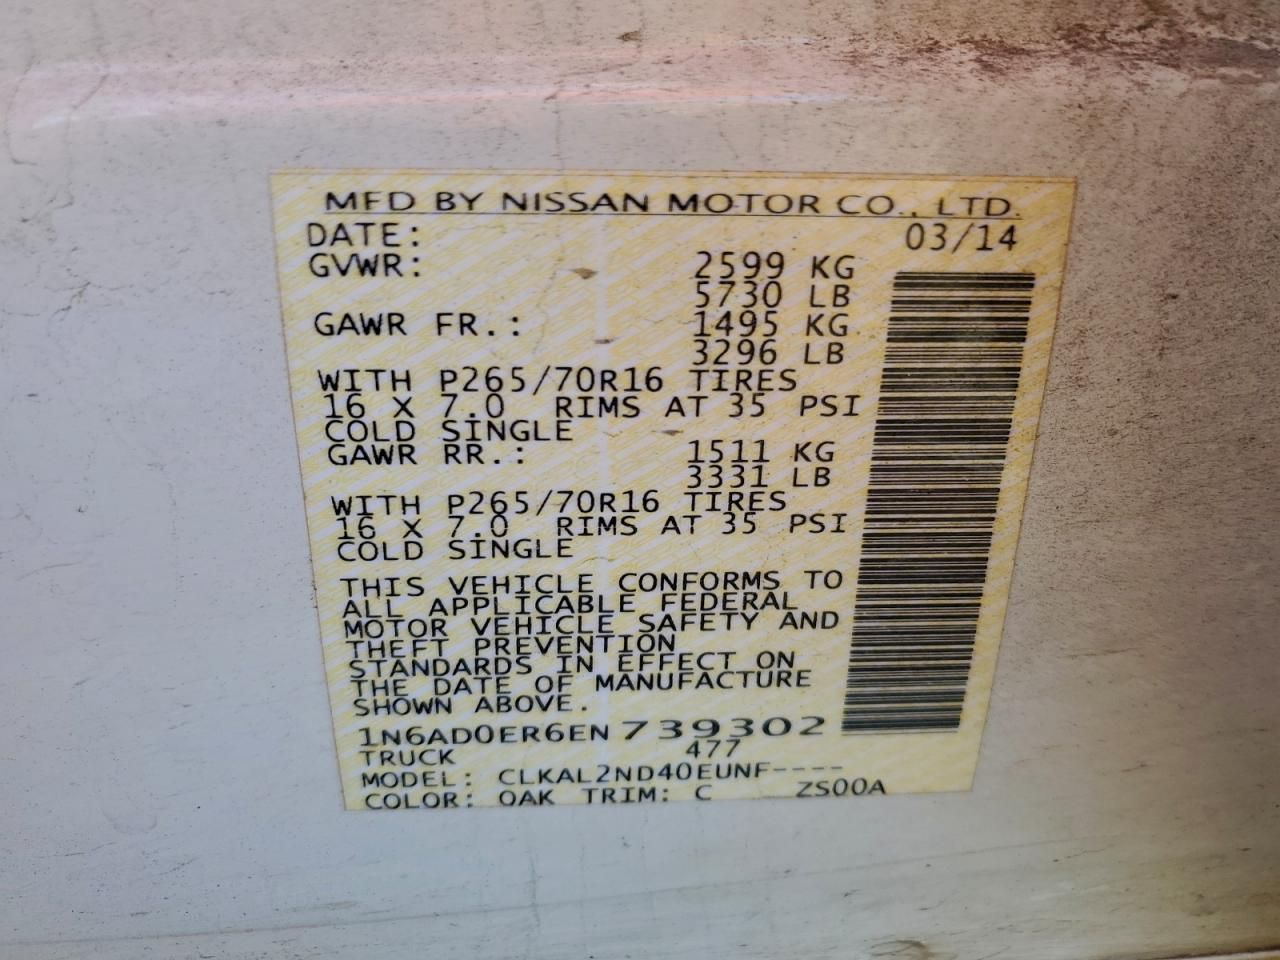 MFD BY NISSAN MOTOR CO., LTD.
DATE: 03/14
GVWR: 2599 KG
5730 LB
GAWR FR.: 1495 KG
3296 LB
WITH P265/70R16 TIRES
16 X 7.0 RIMS AT 35 PSI
COLD SINGLE
GAWR RR.: 1511 KG
3331 LB
WITH P265/70R16 TIRES
16 X 7.0 RIMS AT 35 PSI
COLD SINGLE
THIS VEHICLE CONFORMS TO
ALL APPLICABLE FEDERAL
MOTOR VEHICLE SAFETY AND
THEFT PREVENTION
STANDARDS IN EFFECT ON
THE DATE OF MANUFACTURE
SHOWN ABOVE.
1N6AD0ER6EN739302
TRUCK 477
MODEL: CLKAL2ND40EUNF----
COLOR: QAK TRIM: C ZS00A